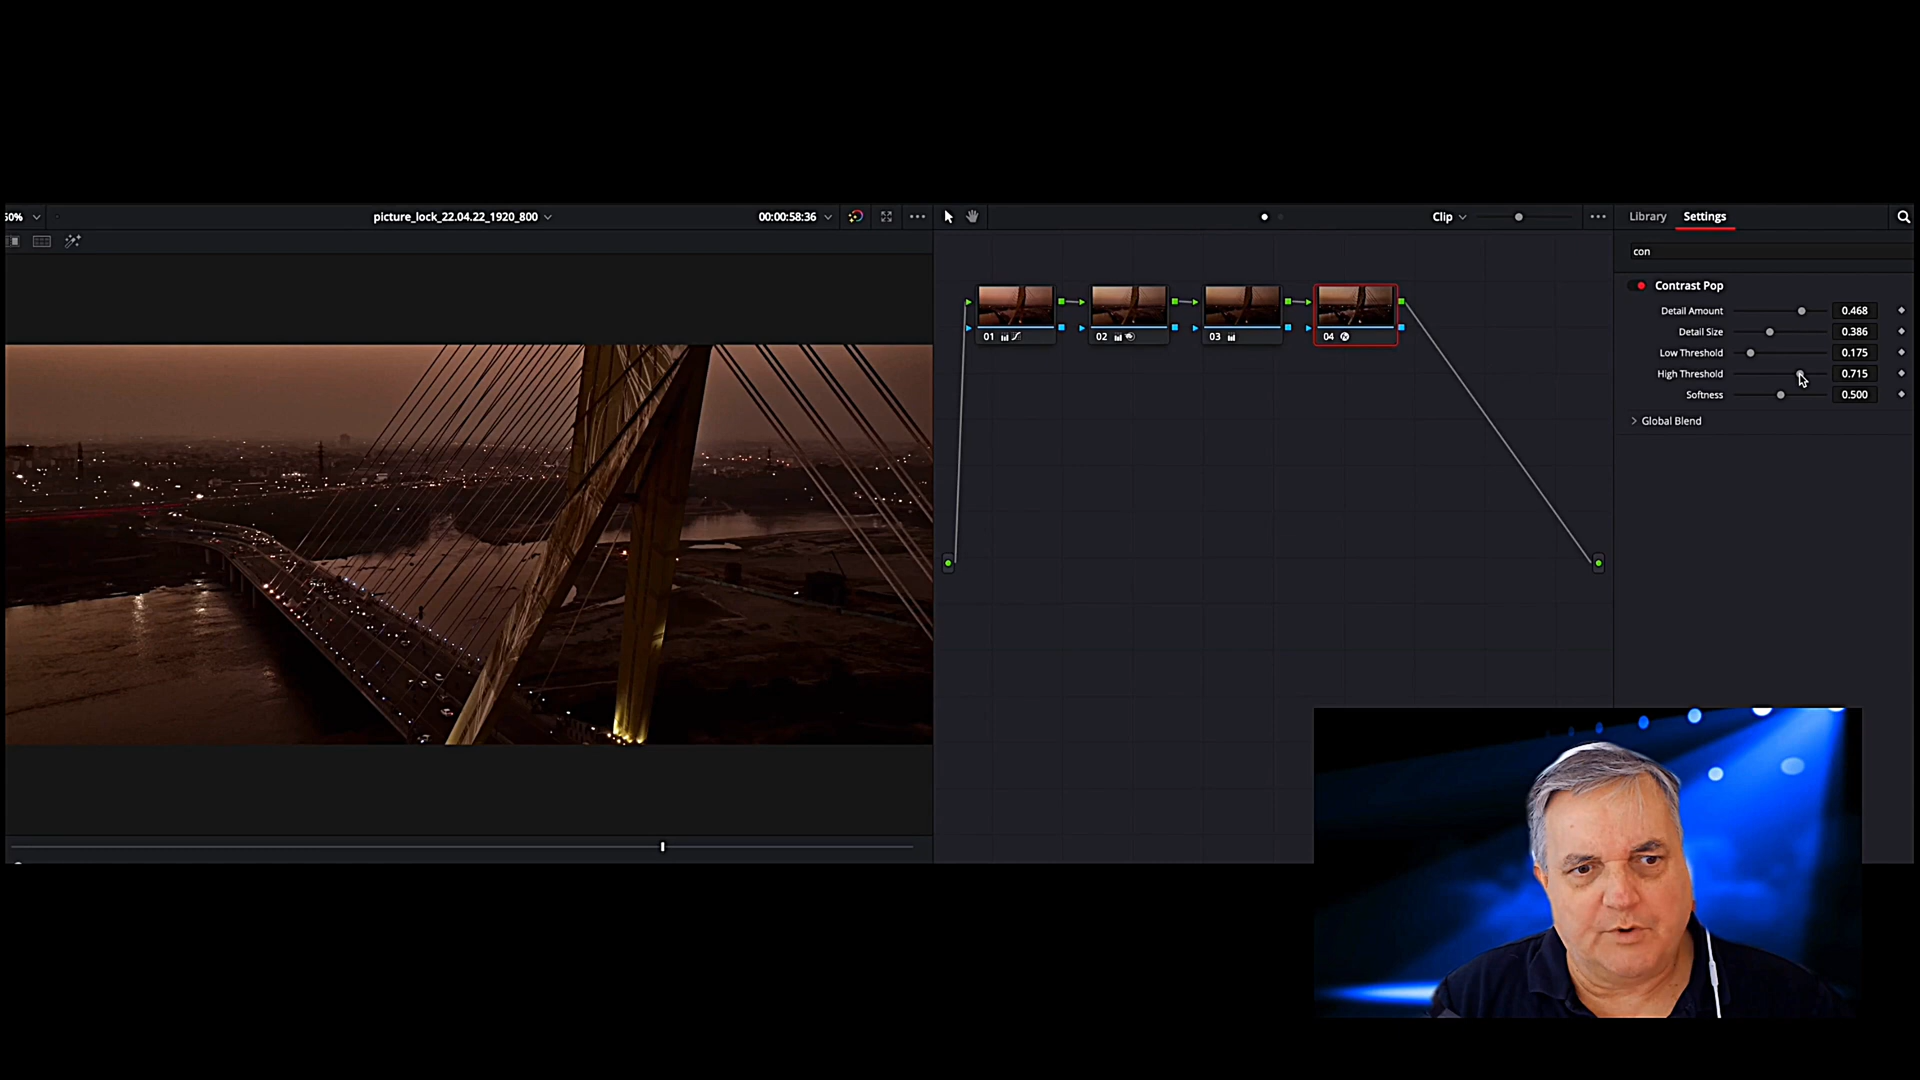 60%
picture_lock_22.04.22_1920_800
00:00:58:36
Clip
Library
Settings
con
Contrast Pop
Detail Amount 0.468
Detail Size 0.386
Low Threshold 0.175
High Threshold 0.715
Softness 0.500
Global Blend
01
02
03
04